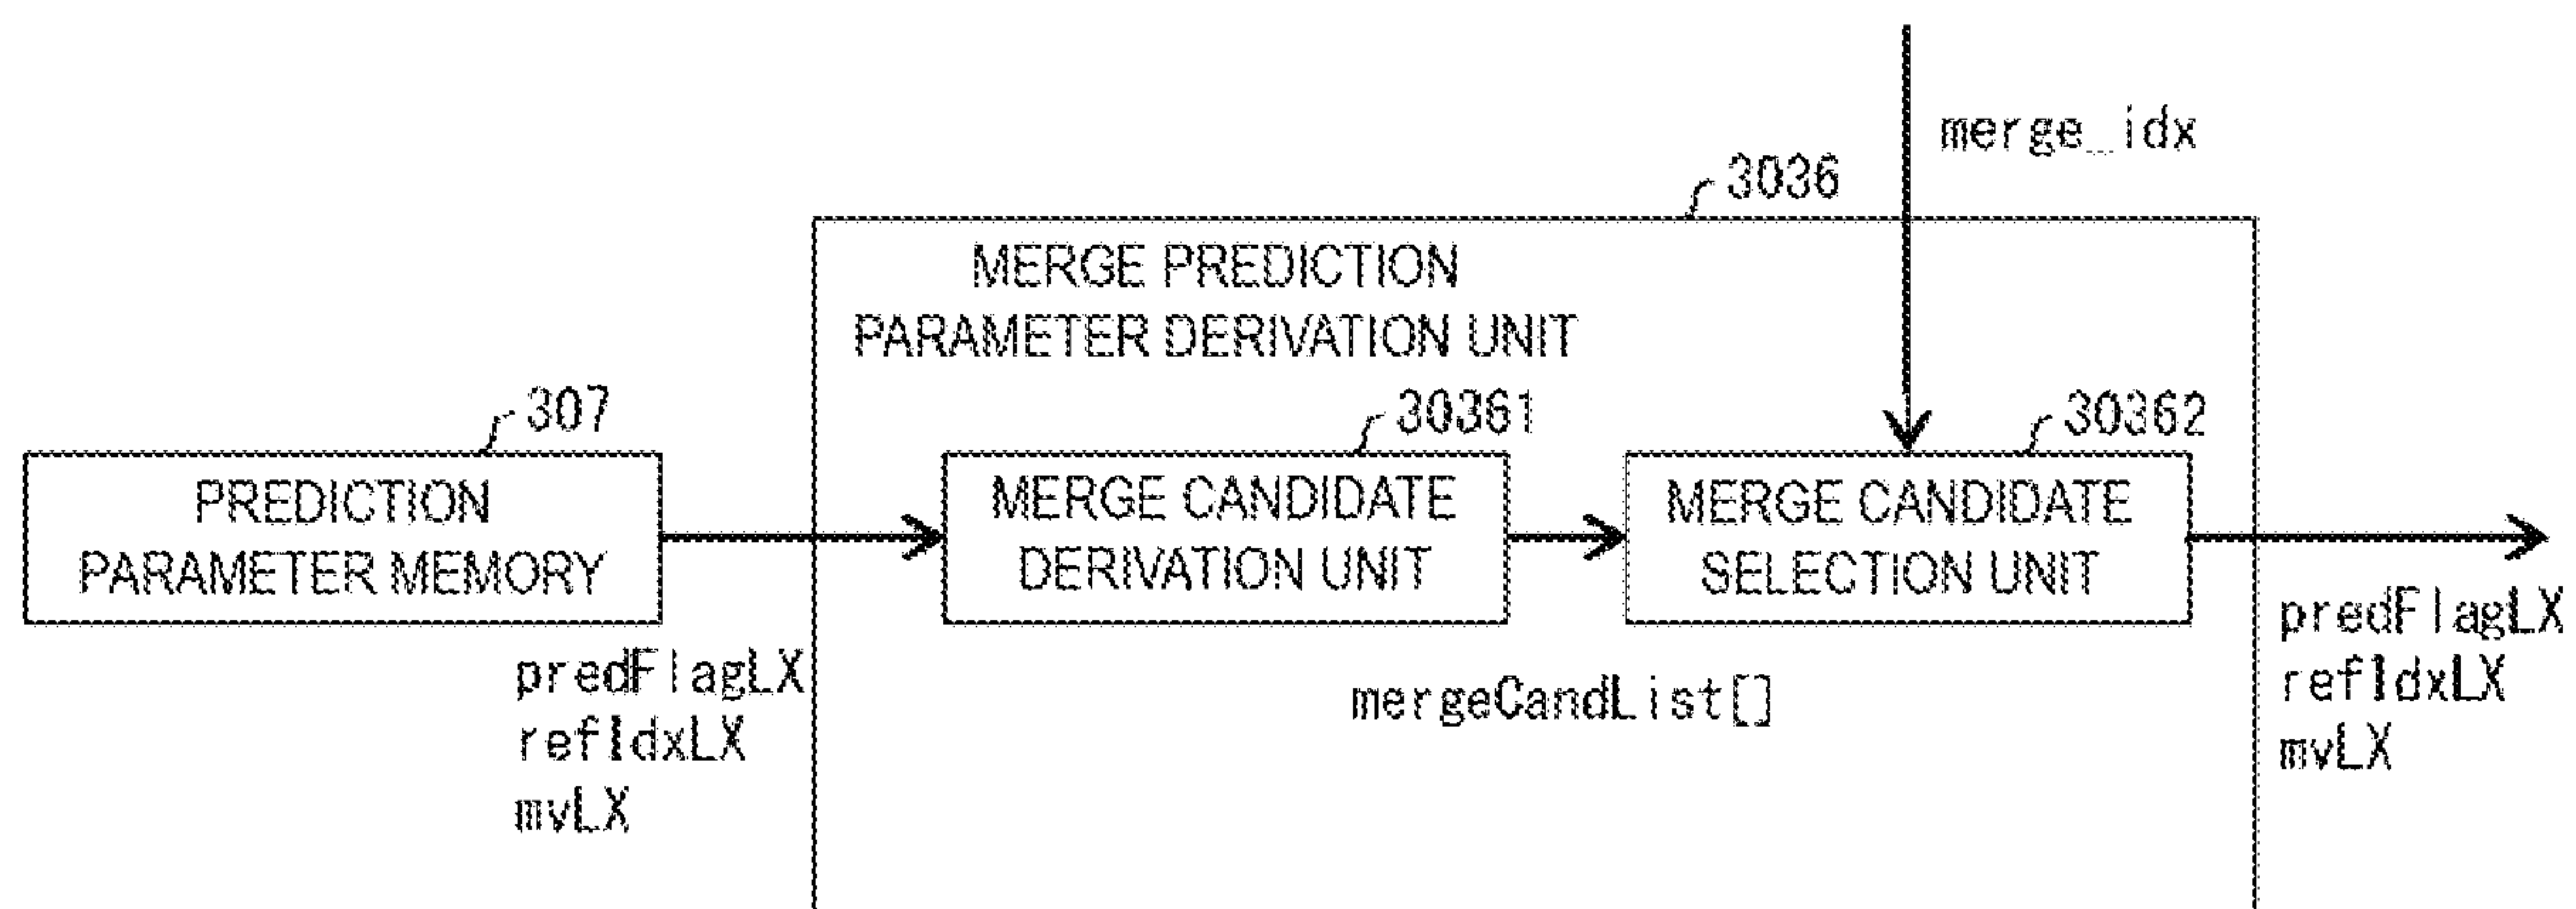 merge_idx
3036
MERGE PREDICTION
PARAMETER DERIVATION UNIT
307
30361
30362
PREDICTION
PARAMETER MEMORY
MERGE CANDIDATE
DERIVATION UNIT
MERGE CANDIDATE
SELECTION UNIT
predFlagLX
refIdxLX
mvLX
mergeCandList[]
predFlagLX
refIdxLX
mvLX